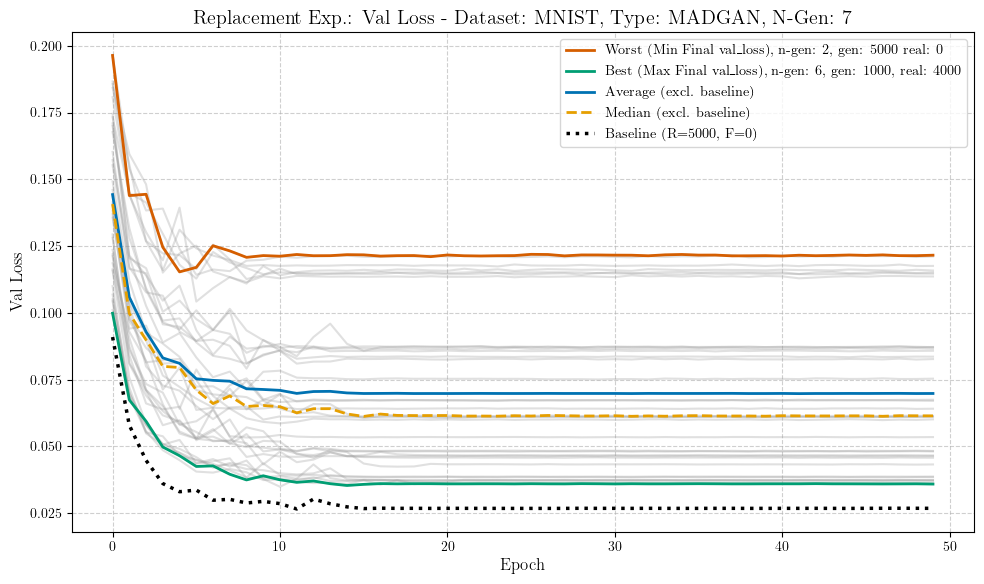 Replacement Exp.: Val Loss - Dataset: MNIST, Type: MADGAN, N-Gen: 7
Worst (Min Final val_loss), n-gen: 2, gen: 5000 real: 0
Best (Max Final val_loss), n-gen: 6, gen: 1000, real: 4000
Average (excl. baseline)
Median (excl. baseline)
Baseline (R=5000, F=0)
Val Loss
0.200
0.175
0.150
0.125
0.100
0.075
0.050
0.025
0
10
20
30
40
50
Epoch